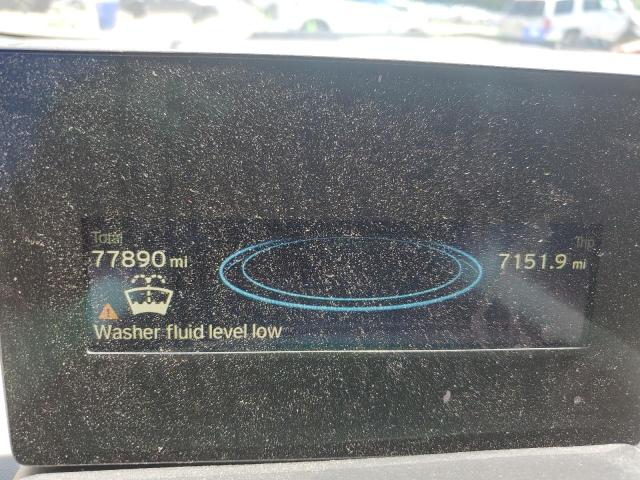 Total
Trip
77890 mi
7151.9 mi
Washer fluid level low